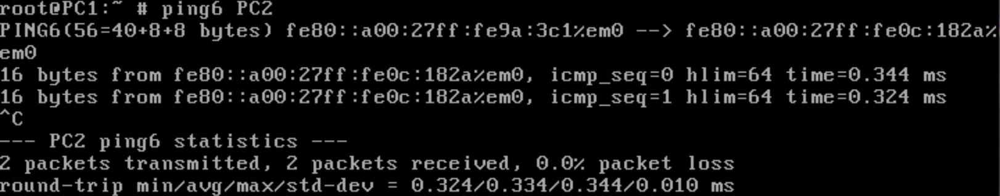 root@PC1:~ # ping6 PC2
PING6(56=40+8+8 bytes) fe80::a00:27ff:fe9a:3c1%em0 --> fe80::a00:27ff:fe0c:182a%
em0
16 bytes from fe80::a00:27ff:fe0c:182a%em0, icmp_seq=0 hlim=64 time=0.344 ms
16 bytes from fe80::a00:27ff:fe0c:182a%em0, icmp_seq=1 hlim=64 time=0.324 ms
^C
--- PC2 ping6 statistics ---
2 packets transmitted, 2 packets received, 0.0% packet loss
round-trip min/avg/max/std-dev = 0.324/0.334/0.344/0.010 ms